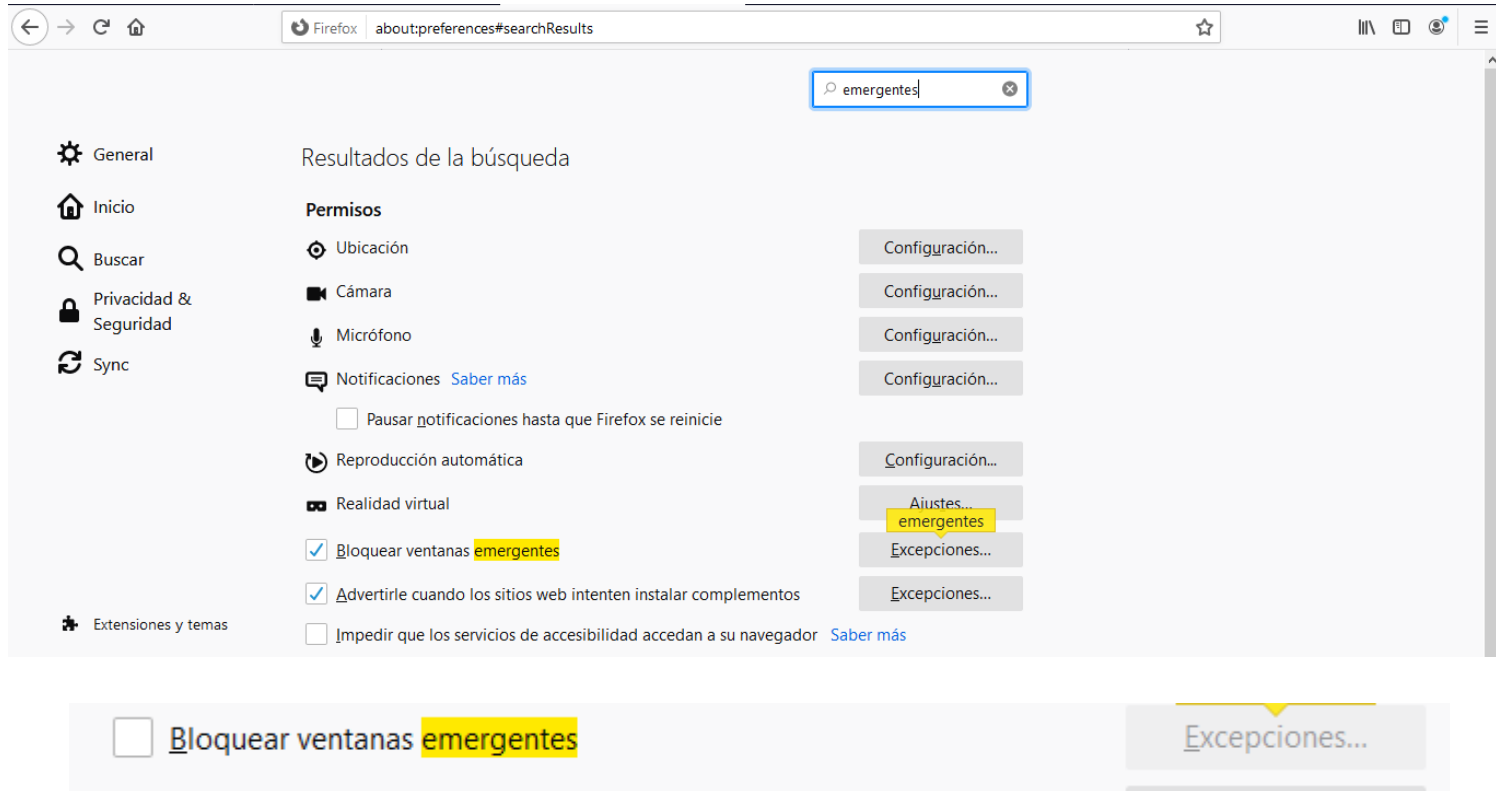 Firefox about:preferences#searchResults
emergentes
General
Inicio
Buscar
Privacidad &
Seguridad
Sync
Extensiones y temas
Resultados de la búsqueda
Permisos
Ubicación Configuración...
Cámara Configuración...
Micrófono Configuración...
Notificaciones Saber más Configuración...
Pausar notificaciones hasta que Firefox se reinicie
Reproducción automática Configuración...
Realidad virtual Ajustes...
emergentes
Bloquear ventanas emergentes Excepciones...
Advertirle cuando los sitios web intenten instalar complementos Excepciones...
Impedir que los servicios de accesibilidad accedan a su navegador Saber más
Bloquear ventanas emergentes Excepciones...